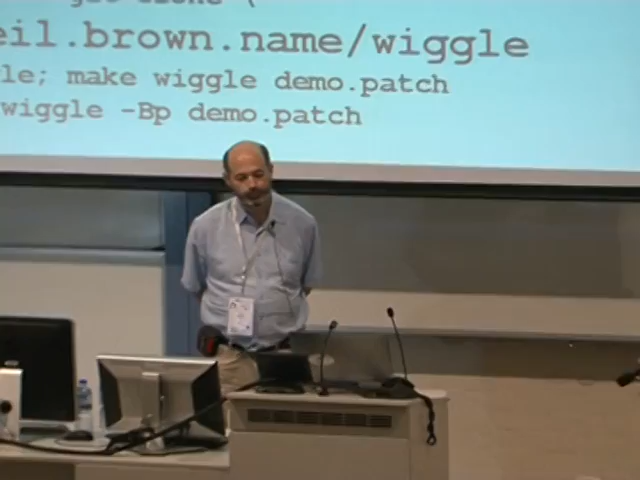 eil.brown.name/wiggle
le; make wiggle demo.patch
wiggle -Bp demo.patch